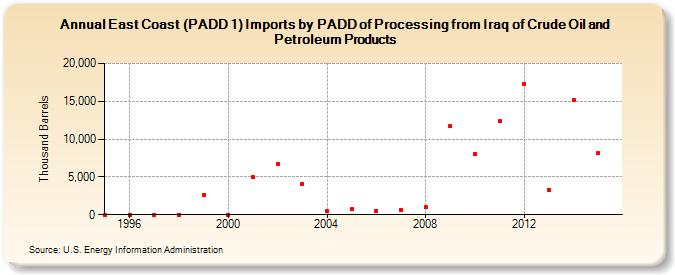 Annual East Coast (PADD 1) Imports by PADD of Processing from Iraq of Crude Oil and
Petroleum Products
Thousand Barrels
20,000
15,000
10,000
5,000
0
1996
2000
2004
2008
2012
Source: U.S. Energy Information Administration